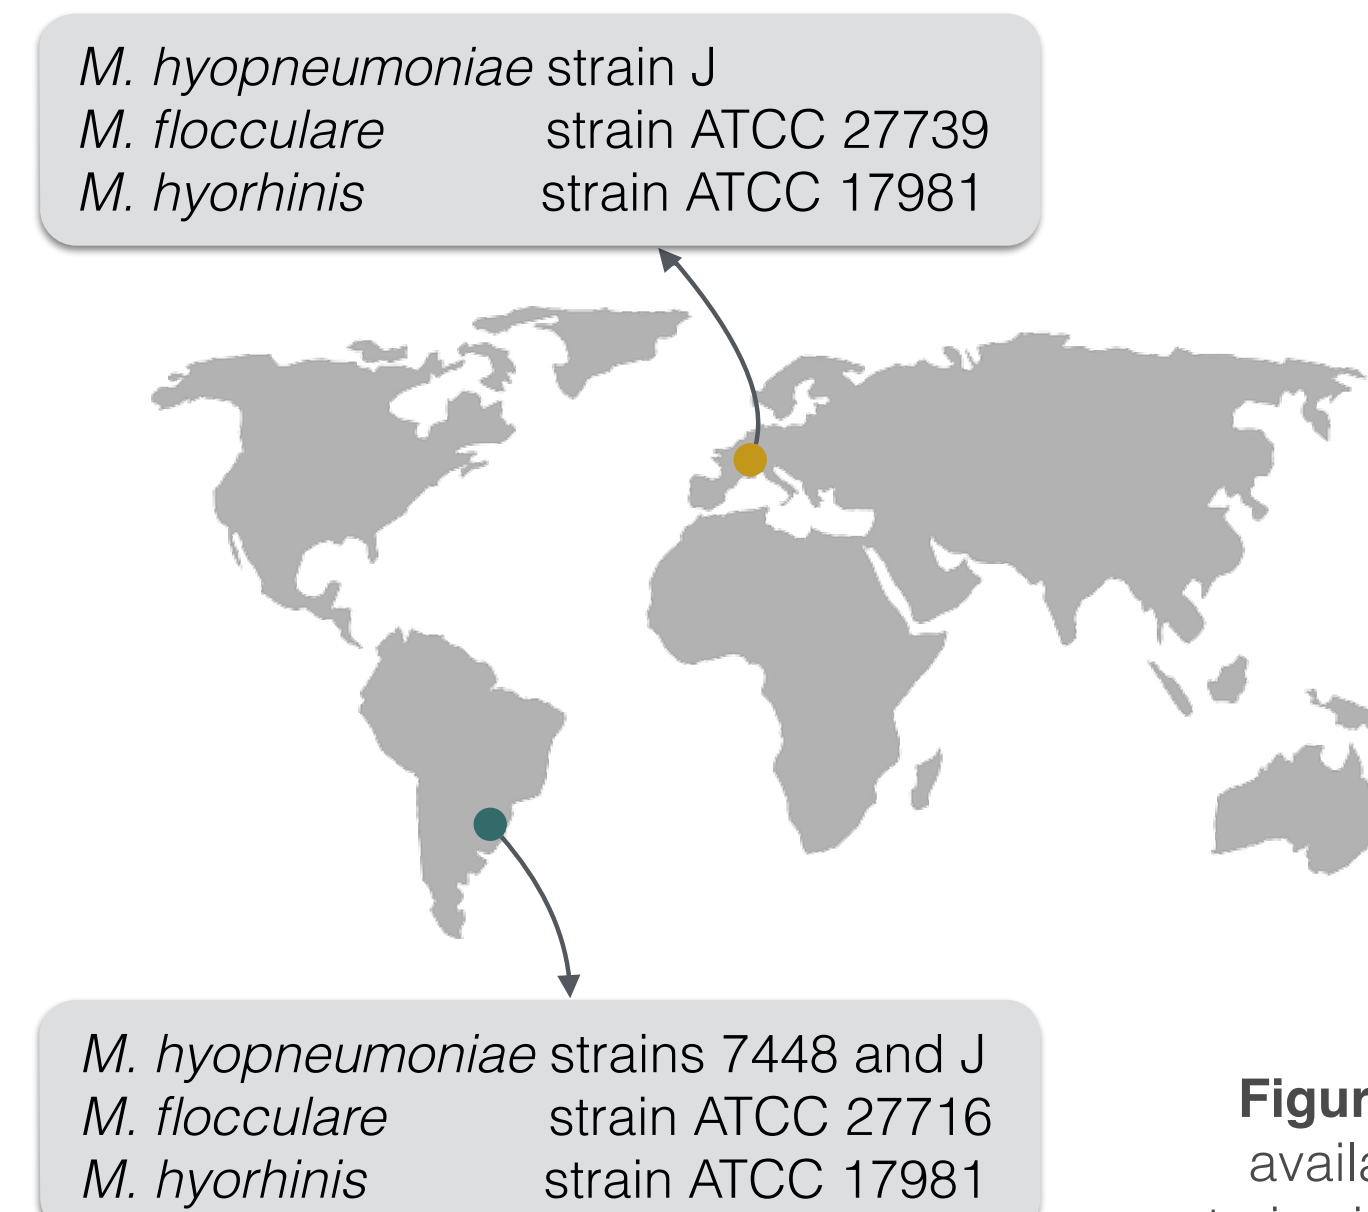 M. hyopneumoniae strain J
M. flocculare strain ATCC 27739
M. hyorhinis strain ATCC 17981
M. hyopneumoniae strains 7448 and J
M. flocculare strain ATCC 27716
M. hyorhinis strain ATCC 17981